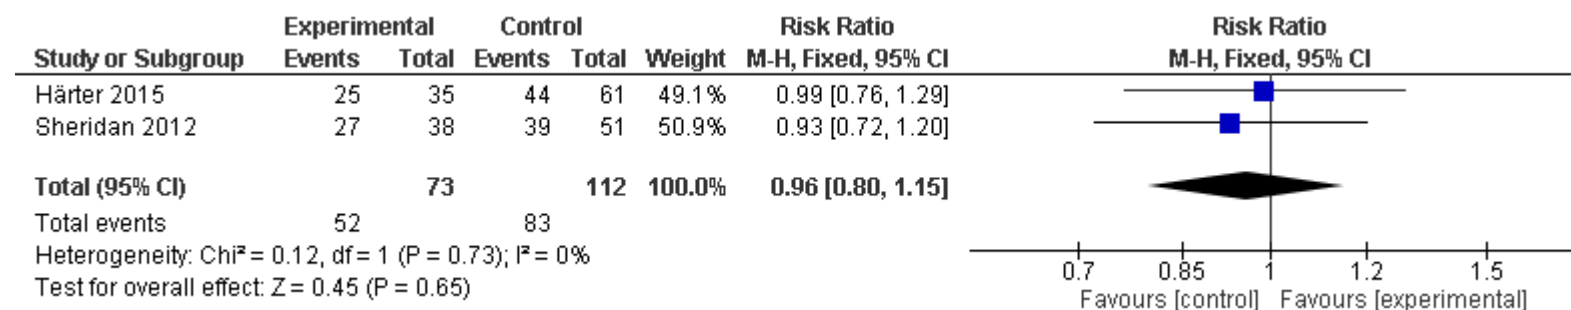 Experimental Control Risk Ratio Risk Ratio
Study or Subgroup Events Total Events Total Weight M-H, Fixed, 95% CI M-H, Fixed, 95% CI
Härter 2015 25 35 44 61 49.1% 0.99 [0.76, 1.29]
Sheridan 2012 27 38 39 51 50.9% 0.93 [0.72, 1.20]
Total (95% CI) 73 112 100.0% 0.96 [0.80, 1.15]
Total events 52 83
Heterogeneity: Chi² = 0.12, df = 1 (P = 0.73); I² = 0%
Test for overall effect: Z = 0.45 (P = 0.65)
0.7 0.85 1 1.2 1.5
Favours [control] Favours [experimental]